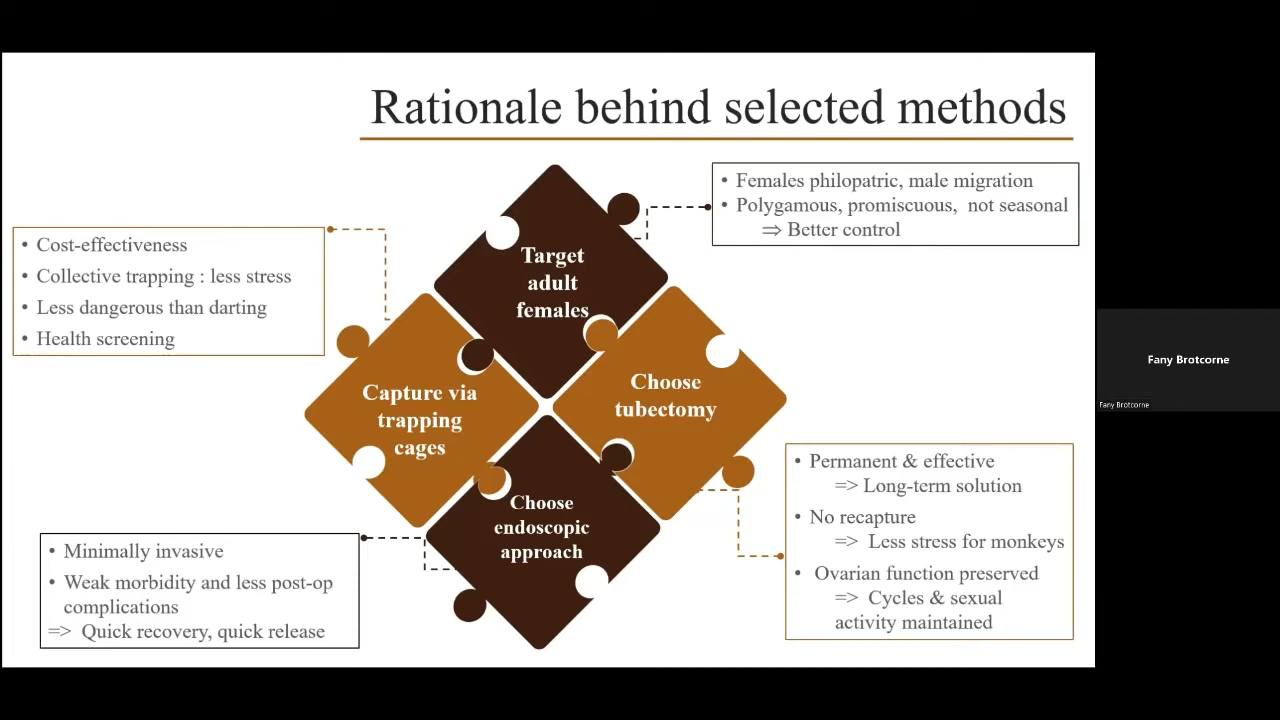 Rationale behind selected methods
• Females philopatric, male migration
• Polygamous, promiscuous, not seasonal
⇒ Better control
• Cost-effectiveness
• Collective trapping : less stress
• Less dangerous than darting
• Health screening
Target
adult
females
Capture via
trapping
cages
Choose
tubectomy
Choose
endoscopic
approach
• Permanent & effective
=> Long-term solution
• No recapture
=> Less stress for monkeys
• Ovarian function preserved
=> Cycles & sexual
activity maintained
• Minimally invasive
• Weak morbidity and less post-op
complications
=> Quick recovery, quick release
Fany Brotcorne
Fany Brotcorne